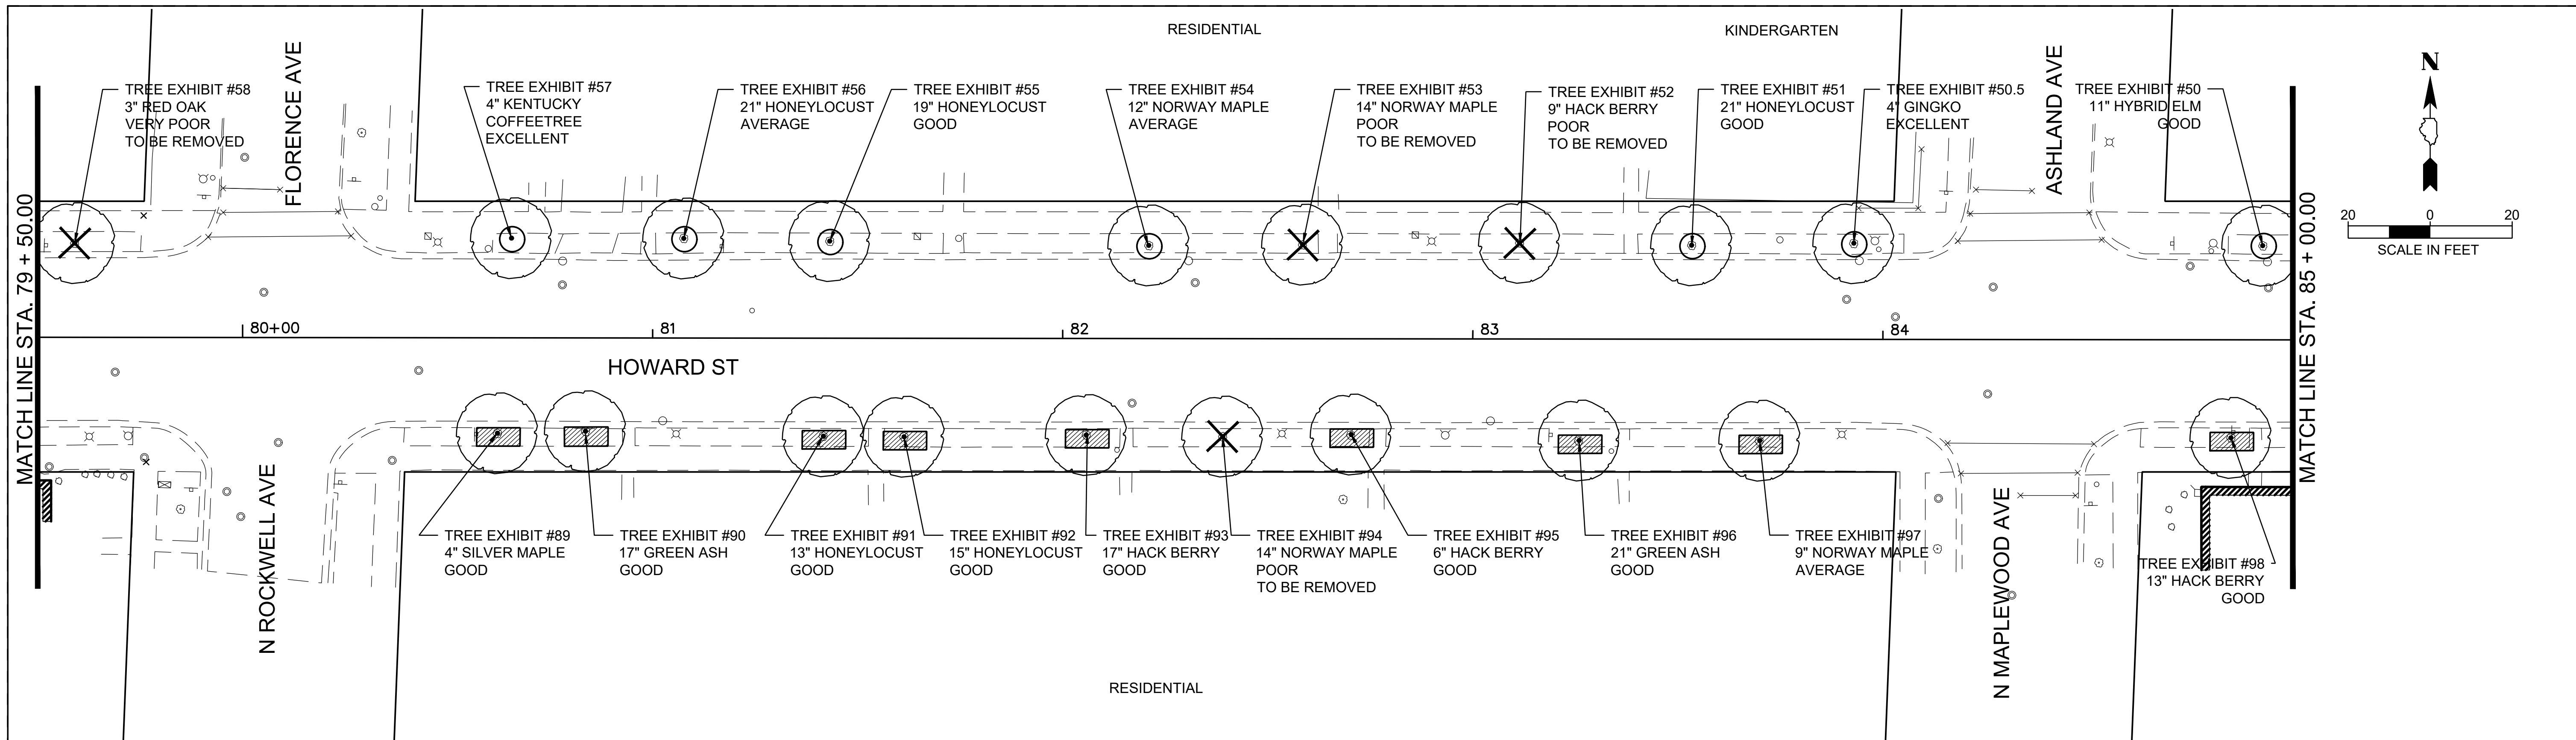 RESIDENTIAL
KINDERGARTEN
FLORENCE AVE
ASHLAND AVE
TREE EXHIBIT #58
3" RED OAK
VERY POOR
TO BE REMOVED
TREE EXHIBIT #57
4" KENTUCKY
COFFEETREE
EXCELLENT
TREE EXHIBIT #56
21" HONEYLOCUST
AVERAGE
TREE EXHIBIT #55
19" HONEYLOCUST
GOOD
TREE EXHIBIT #54
12" NORWAY MAPLE
AVERAGE
TREE EXHIBIT #53
14" NORWAY MAPLE
POOR
TO BE REMOVED
TREE EXHIBIT #52
9" HACK BERRY
POOR
TO BE REMOVED
TREE EXHIBIT #51
21" HONEYLOCUST
GOOD
TREE EXHIBIT #50.5
4" GINGKO
EXCELLENT
TREE EXHIBIT #50
11" HYBRID ELM
GOOD
N
20 0 20
SCALE IN FEET
MATCH LINE STA. 79 + 50.00
MATCH LINE STA. 85 + 00.00
80+00
81
82
83
84
HOWARD ST
N ROCKWELL AVE
N MAPLEWOOD AVE
TREE EXHIBIT #89
4" SILVER MAPLE
GOOD
TREE EXHIBIT #90
17" GREEN ASH
GOOD
TREE EXHIBIT #91
13" HONEYLOCUST
GOOD
TREE EXHIBIT #92
15" HONEYLOCUST
GOOD
TREE EXHIBIT #93
17" HACK BERRY
GOOD
TREE EXHIBIT #94
14" NORWAY MAPLE
POOR
TO BE REMOVED
TREE EXHIBIT #95
6" HACK BERRY
GOOD
TREE EXHIBIT #96
21" GREEN ASH
GOOD
TREE EXHIBIT #97
9" NORWAY MAPLE
AVERAGE
TREE EXHIBIT #98
13" HACK BERRY
GOOD
RESIDENTIAL